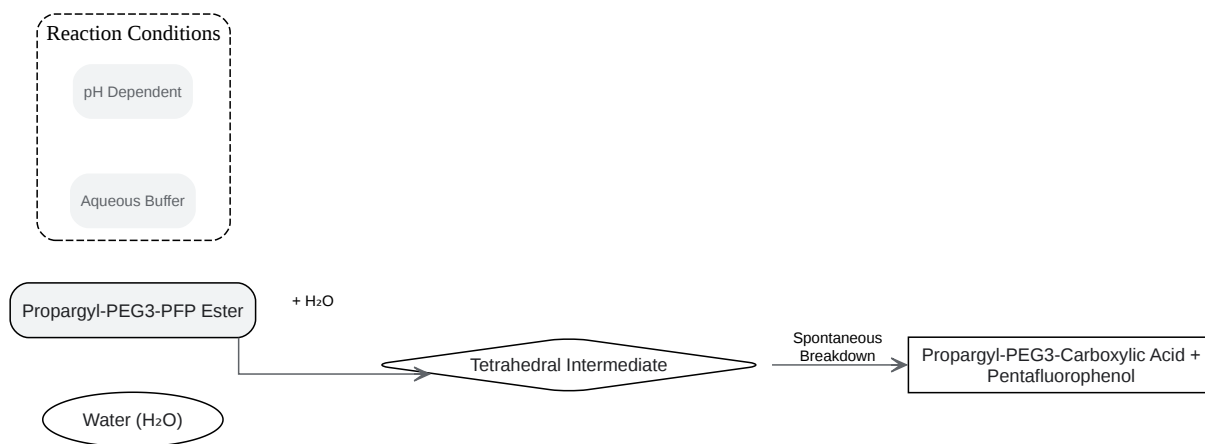 Reaction Conditions
pH Dependent
Aqueous Buffer
Propargyl-PEG3-PFP Ester
+ H₂O
Tetrahedral Intermediate
Spontaneous
Breakdown
Propargyl-PEG3-Carboxylic Acid +
Pentafluorophenol
Water (H₂O)